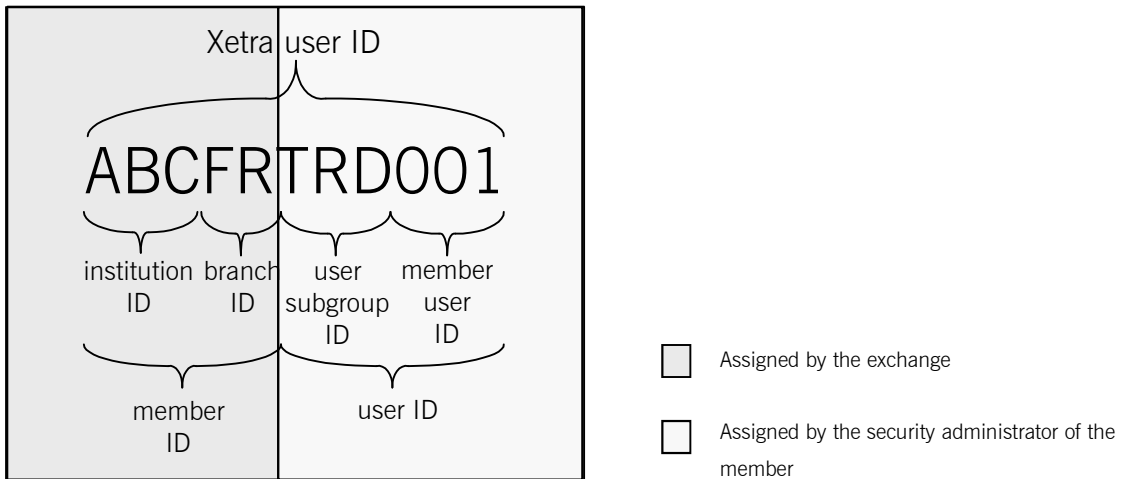 Xetra user ID
ABCFRTRD001
institution branch user member
ID ID subgroup user
ID ID
member user ID
ID
Assigned by the exchange
Assigned by the security administrator of the
member